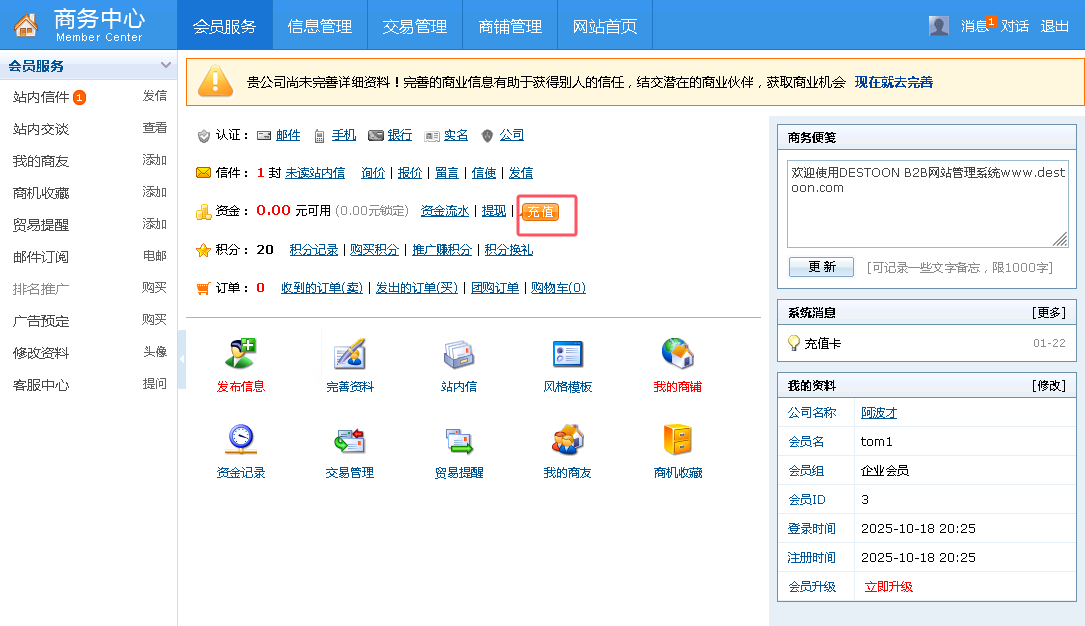 商务中心
Member Center
会员服务 信息管理 交易管理 商铺管理 网站首页
消息 1 对话 退出
会员服务
站内信件 1 发信
站内交谈 查看
我的商友 添加
商机收藏 添加
贸易提醒 添加
邮件订阅 电邮
排名推广 购买
广告预定 购买
修改资料 头像
客服中心 提问
贵公司尚未完善详细资料！完善的商业信息有助于获得别人的信任，结交潜在的商业伙伴，获取商业机会 现在就去完善
认证： 邮件 手机 银行 实名 公司
信件： 1 封 未读站内信 询价 | 报价 | 留言 | 信使 | 发信
资金： 0.00 元可用 (0.00元锁定) 资金流水 | 提现 | 充值
积分： 20 积分记录 | 购买积分 | 推广赚积分 | 积分换礼
订单： 0 收到的订单(卖) | 发出的订单(买) | 团购订单 | 购物车(0)
发布信息 完善资料 站内信 风格模板 我的商铺
资金记录 交易管理 贸易提醒 我的商友 商机收藏
商务便笺
欢迎使用DESTOON B2B网站管理系统www.dest
oon.com
更 新 [可记录一些文字备忘，限1000字]
系统消息 [更多]
充值卡 01-22
我的资料 [修改]
公司名称 阿波才
会员名 tom1
会员组 企业会员
会员ID 3
登录时间 2025-10-18 20:25
注册时间 2025-10-18 20:25
会员升级 立即升级